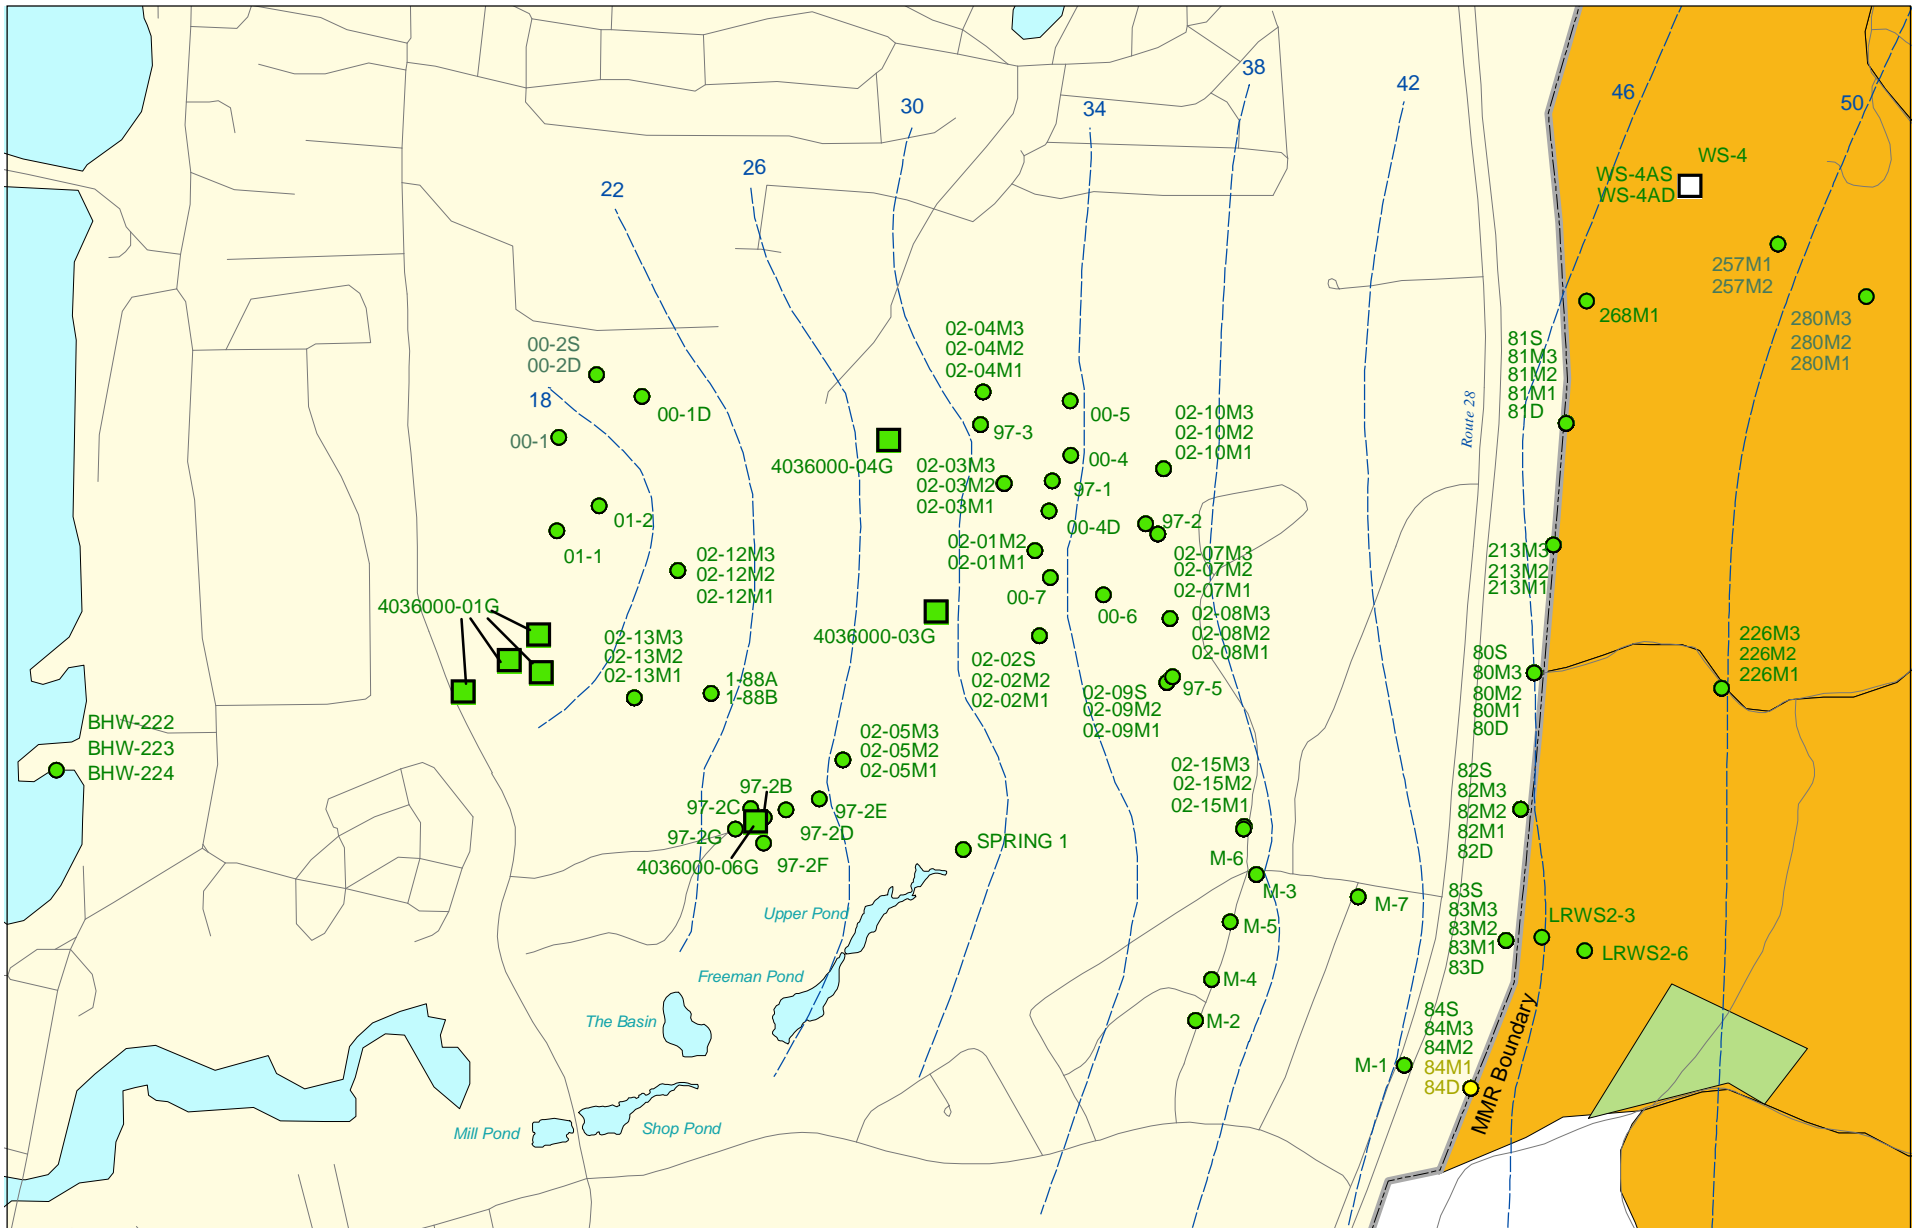 38
42
46
50
30
34
26
22
WS-4
WS-4AS
WS-4AD
257M1
257M2
268M1
280M3
280M2
280M1
02-04M3
02-04M2
02-04M1
00-2S
00-2D
18
00-1D
00-1
97-3
00-5
02-10M3
02-10M2
02-10M1
Route 28
81S
81M3
81M2
81M1
81D
4036000-04G
02-03M3
02-03M2
02-03M1
00-4
97-1
00-4D
97-2
01-2
01-1
02-01M2
02-01M1
02-07M3
02-07M2
02-07M1
213M3
213M2
213M1
02-12M3
02-12M2
02-12M1
00-7
00-6
4036000-01G
4036000-03G
02-08M3
02-08M2
02-08M1
02-13M3
02-13M2
02-13M1
1-88A
1-88B
02-02S
02-02M2
02-02M1
97-5
02-09S
02-09M2
02-09M1
80S
80M3
80M2
80M1
80D
226M3
226M2
226M1
BHW-222
BHW-223
BHW-224
02-05M3
02-05M2
02-05M1
02-15M3
02-15M2
02-15M1
82S
82M3
82M2
82M1
82D
97-2B
97-2C
97-2E
97-2G
97-2D
4036000-06G
97-2F
SPRING 1
M-6
M-3
M-7
M-5
M-4
M-2
M-1
83S
83M3
83M2
83M1
83D
LRWS2-3
LRWS2-6
Upper Pond
Freeman Pond
The Basin
Mill Pond
Shop Pond
84S
84M3
84M2
84M1
84D
MMR Boundary